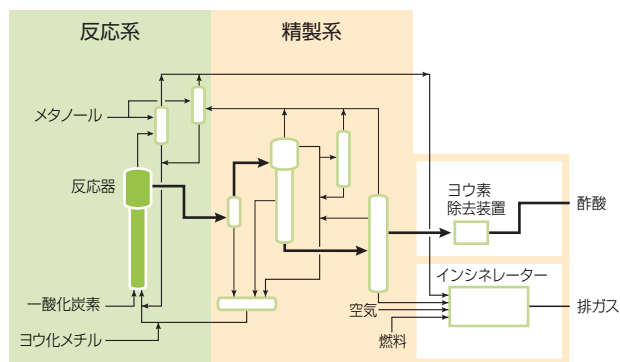 反応系
精製系
メタノール
反応器
ヨウ素
除去装置
酢酸
一酸化炭素
インシネレーター
空気
排ガス
ヨウ化メチル
燃料